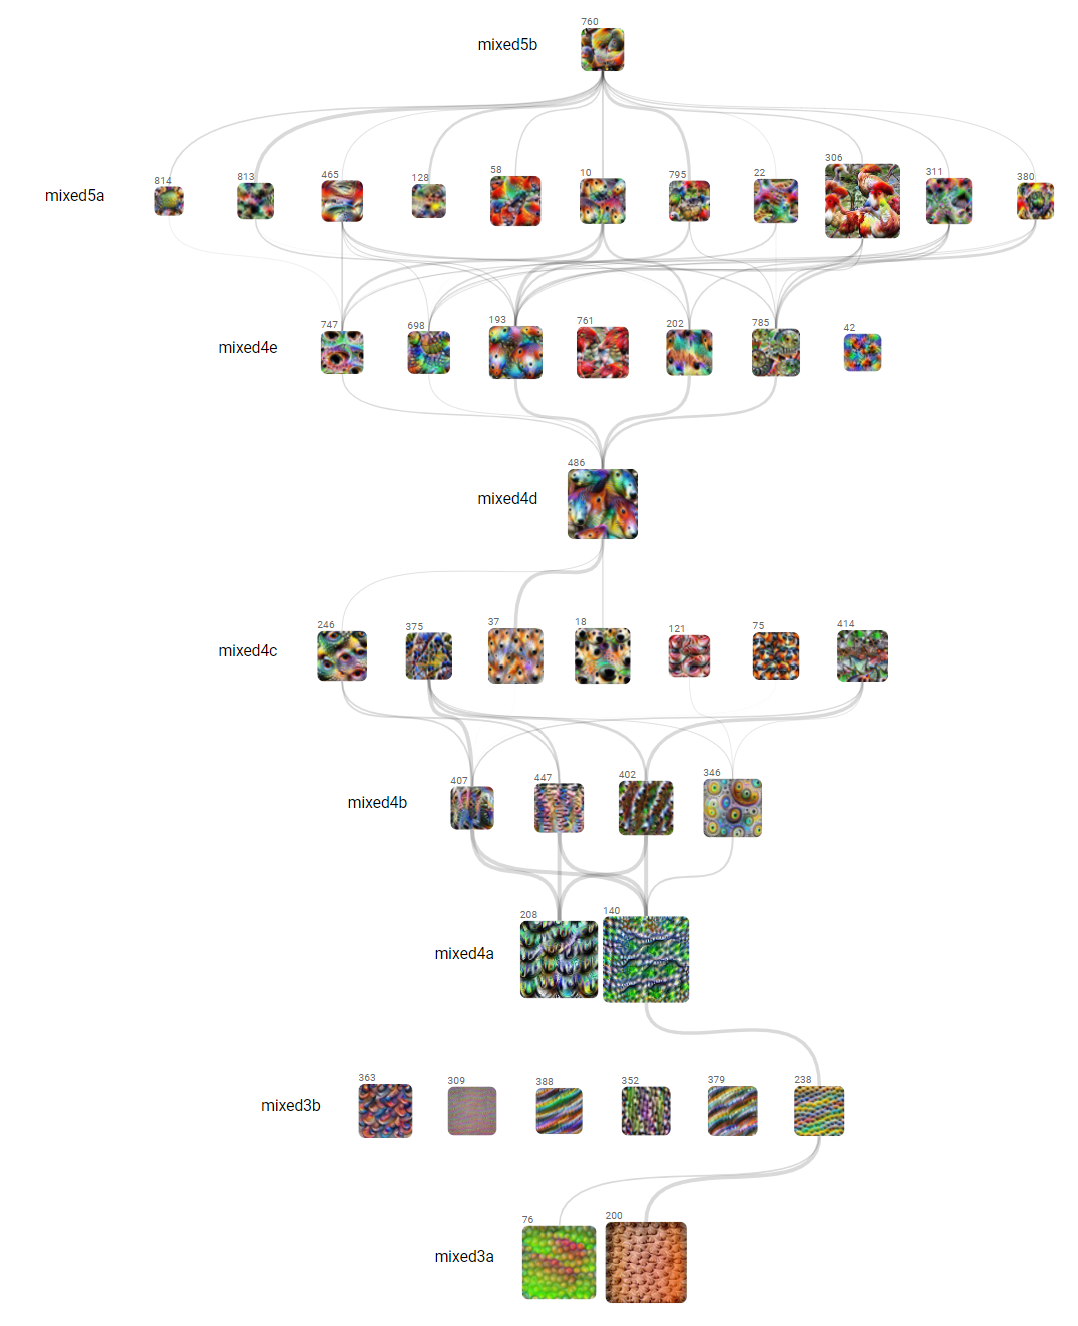 760
mixed5b
814 813 465 128 58 10 795 22 306 311 380
mixed5a
747 698 193 761 202 785 42
mixed4e
486
mixed4d
246 375 37 18 121 75 414
mixed4c
407 447 402 346
mixed4b
208 140
mixed4a
363 309 388 352 379 238
mixed3b
76 200
mixed3a